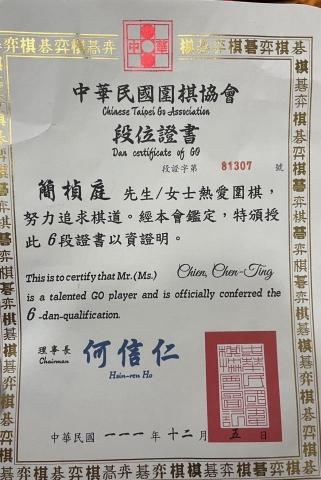 中華民國圍棋協會
Chinese Taipei Go Association
段位證書
Dan certificate of GO
段證字第 81307 號
簡楨庭 先生/女士熱愛圍棋，
努力追求棋道。經本會鑑定，特頒授
此6段證書以資證明。
This is to certify that Mr.(Ms.) Chien, Chen-Ting
is a talented GO player and is officially conferred the
6-dan-qualification.
理事長 何信仁
Chairman Hsin-ren Ho
中華民國 一一一 年 十二 月 五 日